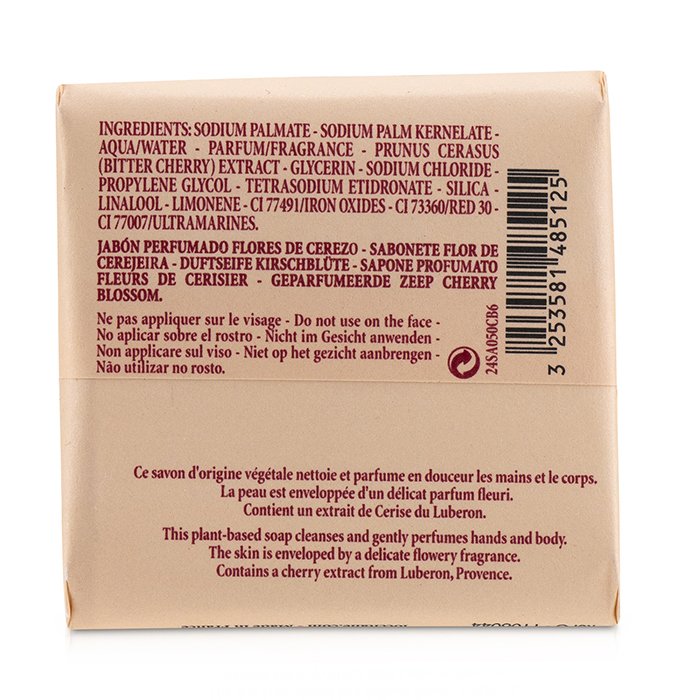 INGREDIENTS: SODIUM PALMATE - SODIUM PALM KERNELATE -
AQUA/WATER - PARFUM/FRAGRANCE - PRUNUS CERASUS
(BITTER CHERRY) EXTRACT - GLYCERIN - SODIUM CHLORIDE -
PROPYLENE GLYCOL - TETRASODIUM ETIDRONATE - SILICA -
LINALOOL - LIMONENE - CI 77491/IRON OXIDES - CI 73360/RED 30 -
CI 77007/ULTRAMARINES.
JABÓN PERFUMADO FLORES DE CEREZO - SABONETE FLOR DE
CEREJEIRA - DUFTSEIFE KIRSCHBLÜTE - SAPONE PROFUMATO
FLEURS DE CERISIER - GEPARFUMEERDE ZEEP CHERRY
BLOSSOM.
Ne pas appliquer sur le visage - Do not use on the face -
No aplicar sobre el rostro - Nicht im Gesicht anwenden -
Non applicare sul viso - Niet op het gezicht aanbrengen -
Não utilizar no rosto.
24SA050CB6
3 253581 485125
Ce savon d'origine végétale nettoie et parfume en douceur les mains et le corps.
La peau est enveloppée d'un délicat parfum fleuri.
Contient un extrait de Cerise du Luberon.
This plant-based soap cleanses and gently perfumes hands and body.
The skin is enveloped by a delicate flowery fragrance.
Contains a cherry extract from Luberon, Provence.